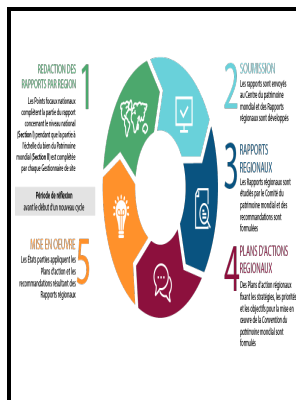 REDACTION DES
RAPPORTS PAR REGION
1
Les Points focaux nationaux
complètent la partie du rapport
concernant le niveau national
(Section I) pendant que la partie à
l'échelle du bien du Patrimoine
mondial (Section II) est complétée
par chaque Gestionnaire de site
Période de réflexion
avant le début d'un nouveau cycle
2
SOUMISSION
Les rapports sont envoyés
au Centre du patrimoine
mondial et des Rapports
régionaux sont développés
3
RAPPORTS
REGIONAUX
Les Rapports régionaux sont
étudiés par le Comité du
patrimoine mondial et des
recommandations sont
formulées
4
PLANS D'ACTIONS
REGIONAUX
Des Plans d'action régionaux
fixant les stratégies, les priorités
et les objectifs pour la mise en
œuvre de la Convention du
patrimoine mondial sont
formulés
MISE EN OEUVRE
5
Les Etats parties appliquent les
Plans d'action et les
recommandations résultant des
Rapports régionaux